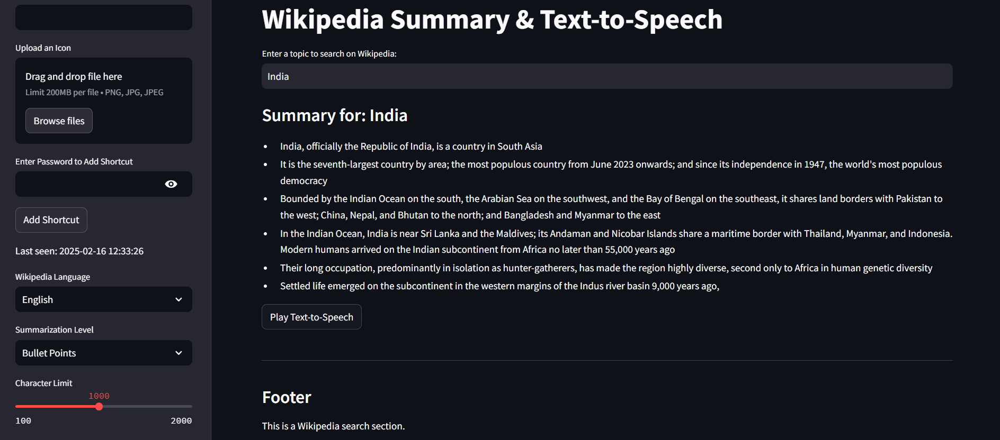 Upload an Icon
Drag and drop file here
Limit 200MB per file • PNG, JPG, JPEG
Browse files
Enter Password to Add Shortcut
Add Shortcut
Last seen: 2025-02-16 12:33:26
Wikipedia Language
English
Summarization Level
Bullet Points
Character Limit
1000
100 2000
Wikipedia Summary & Text-to-Speech
Enter a topic to search on Wikipedia:
India
Summary for: India
• India, officially the Republic of India, is a country in South Asia
• It is the seventh-largest country by area; the most populous country from June 2023 onwards; and since its independence in 1947, the world's most populous
democracy
• Bounded by the Indian Ocean on the south, the Arabian Sea on the southwest, and the Bay of Bengal on the southeast, it shares land borders with Pakistan to
the west; China, Nepal, and Bhutan to the north; and Bangladesh and Myanmar to the east
• In the Indian Ocean, India is near Sri Lanka and the Maldives; its Andaman and Nicobar Islands share a maritime border with Thailand, Myanmar, and Indonesia.
Modern humans arrived on the Indian subcontinent from Africa no later than 55,000 years ago
• Their long occupation, predominantly in isolation as hunter-gatherers, has made the region highly diverse, second only to Africa in human genetic diversity
• Settled life emerged on the subcontinent in the western margins of the Indus river basin 9,000 years ago,
Play Text-to-Speech
Footer
This is a Wikipedia search section.